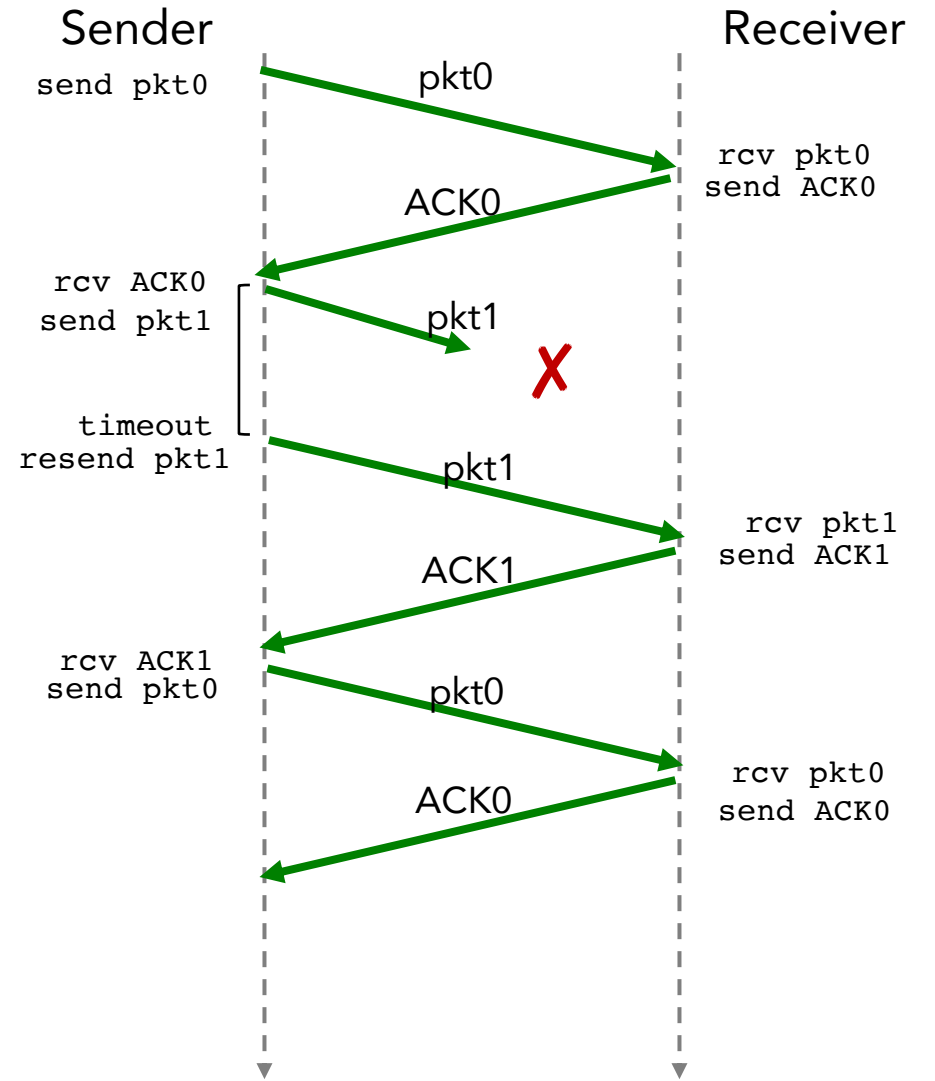 Sender
Receiver
send pkt0
pkt0
rcv pkt0
send ACK0
ACK0
rcv ACK0
send pkt1
pkt1
✗
timeout
resend pkt1
pkt1
rcv pkt1
send ACK1
ACK1
rcv ACK1
send pkt0
pkt0
rcv pkt0
send ACK0
ACK0